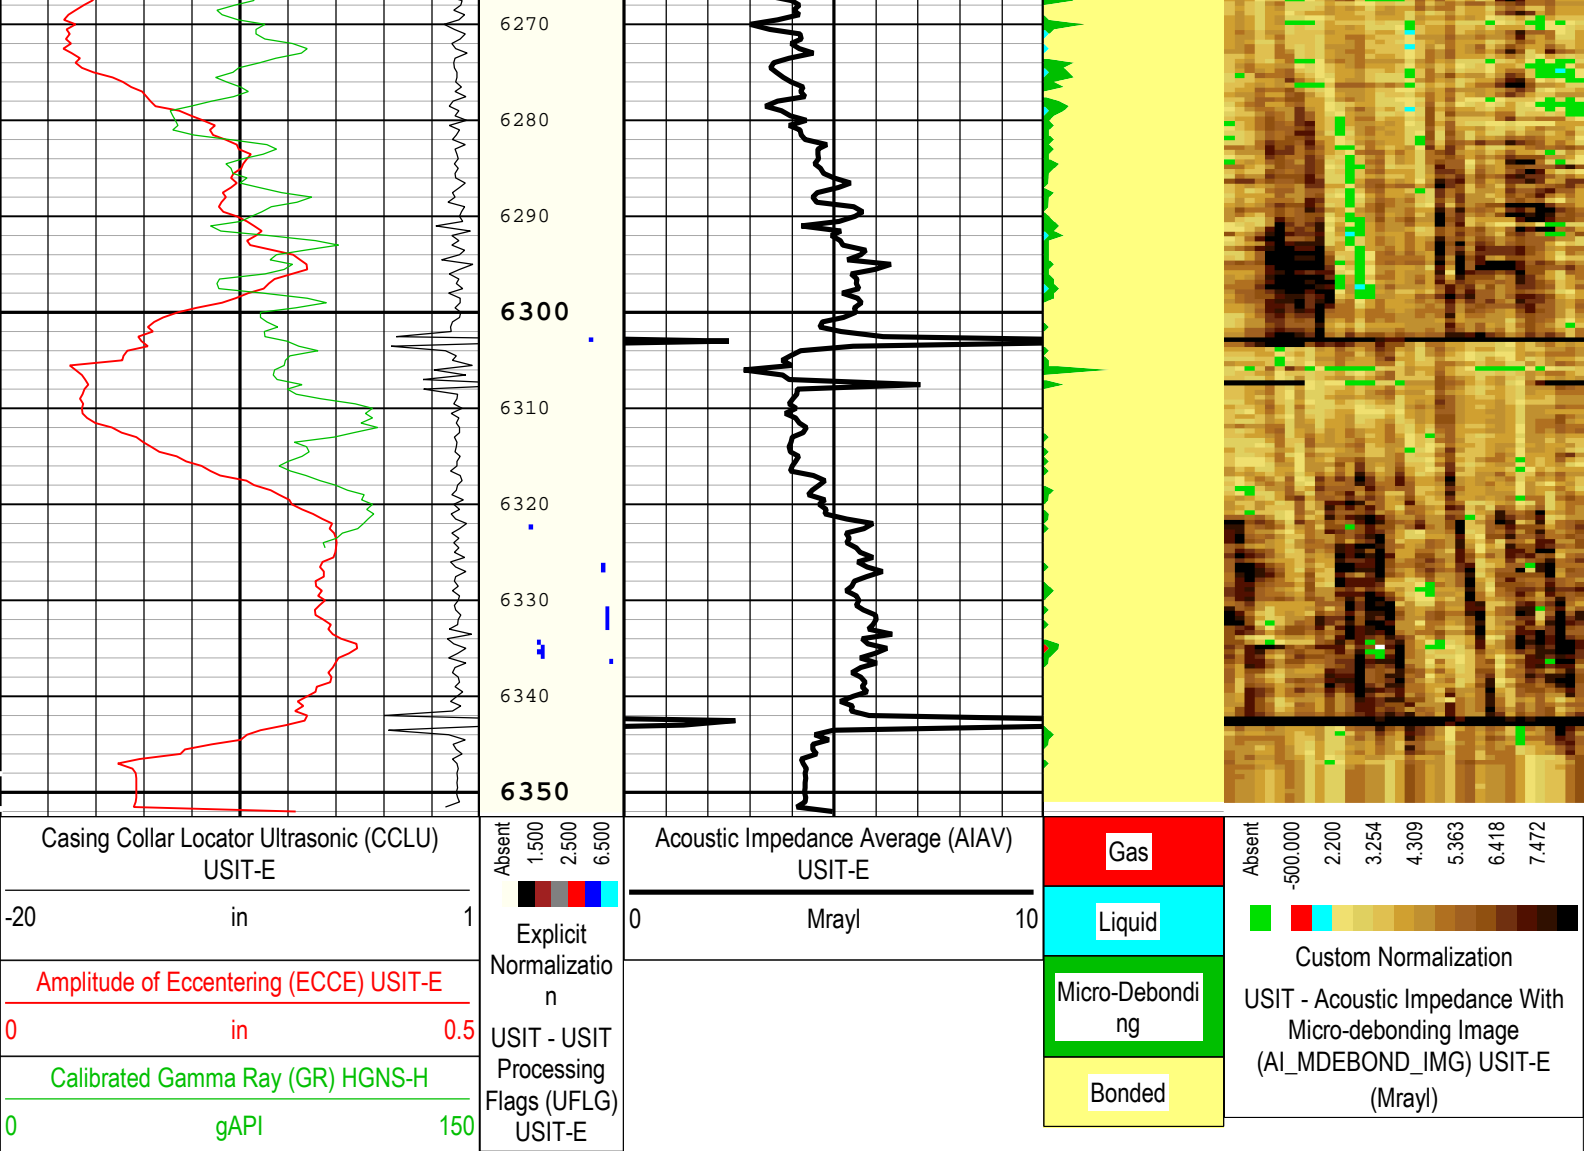 6270
6280
6290
6300
6310
6320
6330
6340
6350
Casing Collar Locator Ultrasonic (CCLU)
USIT-E
-20 in 1
Amplitude of Eccentering (ECCE) USIT-E
0 in 0.5
Calibrated Gamma Ray (GR) HGNS-H
0 gAPI 150
Absent
1.500
2.500
6.500
Explicit
Normalizatio
n
USIT - USIT
Processing
Flags (UFLG)
USIT-E
Acoustic Impedance Average (AIAV)
USIT-E
0 Mrayl 10
Gas
Liquid
Micro-Debondi
ng
Bonded
Absent
-500.000
2.200
3.254
4.309
5.363
6.418
7.472
Custom Normalization
USIT - Acoustic Impedance With
Micro-debonding Image
(AI_MDEBOND_IMG) USIT-E
(Mrayl)